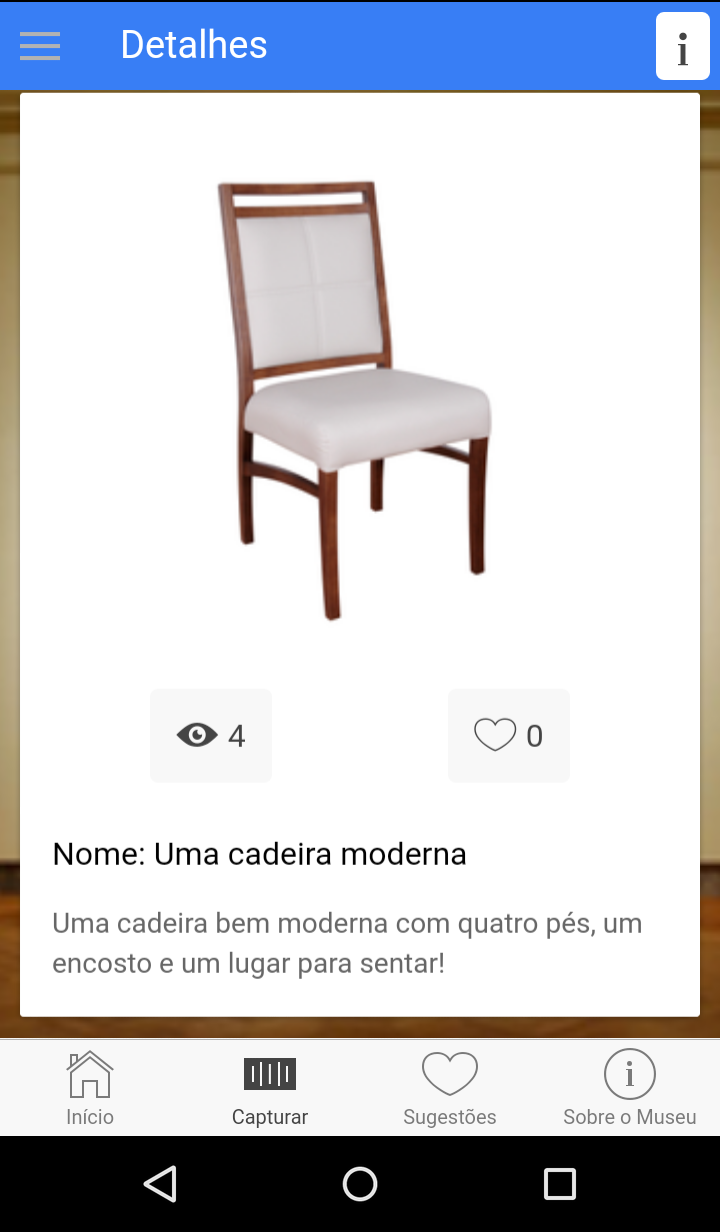 Detalhes
i
4
0
Nome: Uma cadeira moderna
Uma cadeira bem moderna com quatro pés, um
encosto e um lugar para sentar!
i
Início
Capturar
Sugestões
Sobre o Museu